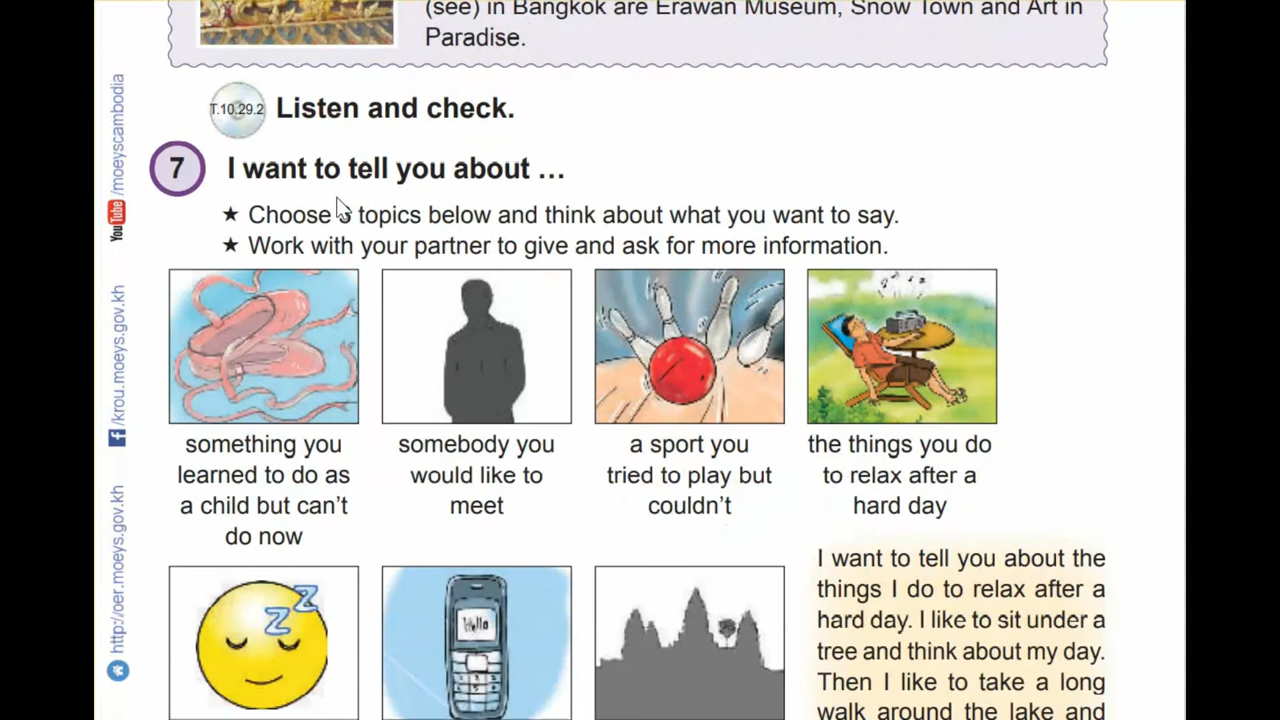 (see) in Bangkok are Erawan Museum, Snow Town and Art in
Paradise.
T.10.29.2
Listen and check.
7
I want to tell you about ...
★ Choose topics below and think about what you want to say.
★ Work with your partner to give and ask for more information.
something you
learned to do as
a child but can't
do now
somebody you
would like to
meet
a sport you
tried to play but
couldn't
the things you do
to relax after a
hard day
Z
Z
Hello
I want to tell you about the
things I do to relax after a
hard day. I like to sit under a
tree and think about my day.
Then I like to take a long
walk around the lake and
YouTube /moeyscambodia
f /krou.moeys.gov.kh
http://oer.moeys.gov.kh